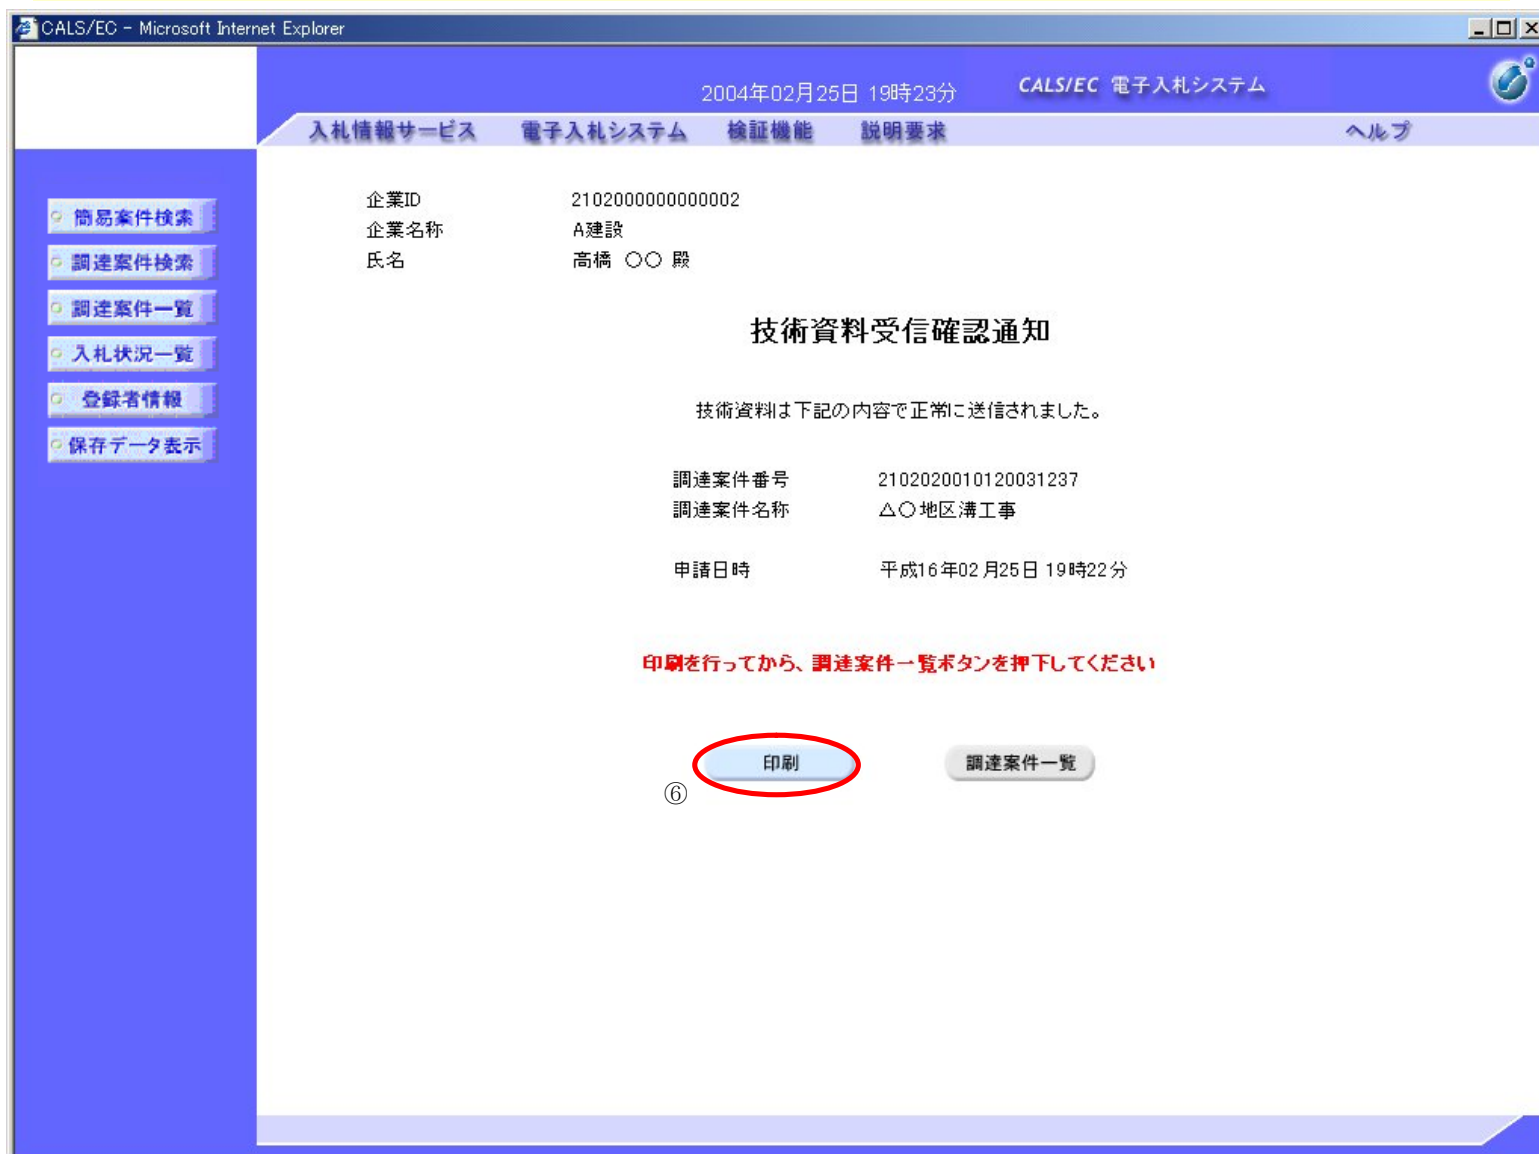 CALS/EC - Microsoft Internet Explorer
2004年02月25日 19時23分
CALS/EC 電子入札システム
入札情報サービス 電子入札システム 検証機能 説明要求 ヘルプ
簡易案件検索
調達案件検索
調達案件一覧
入札状況一覧
登録者情報
保存データ表示
企業ID 2102000000000002
企業名称 A建設
氏名 高橋 〇〇 殿
技術資料受信確認通知
技術資料は下記の内容で正常に送信されました。
調達案件番号 2102020010120031237
調達案件名称 △〇地区溝工事
申請日時 平成16年02月25日 19時22分
印刷を行ってから、調達案件一覧ボタンを押下してください
印刷 調達案件一覧
⑥